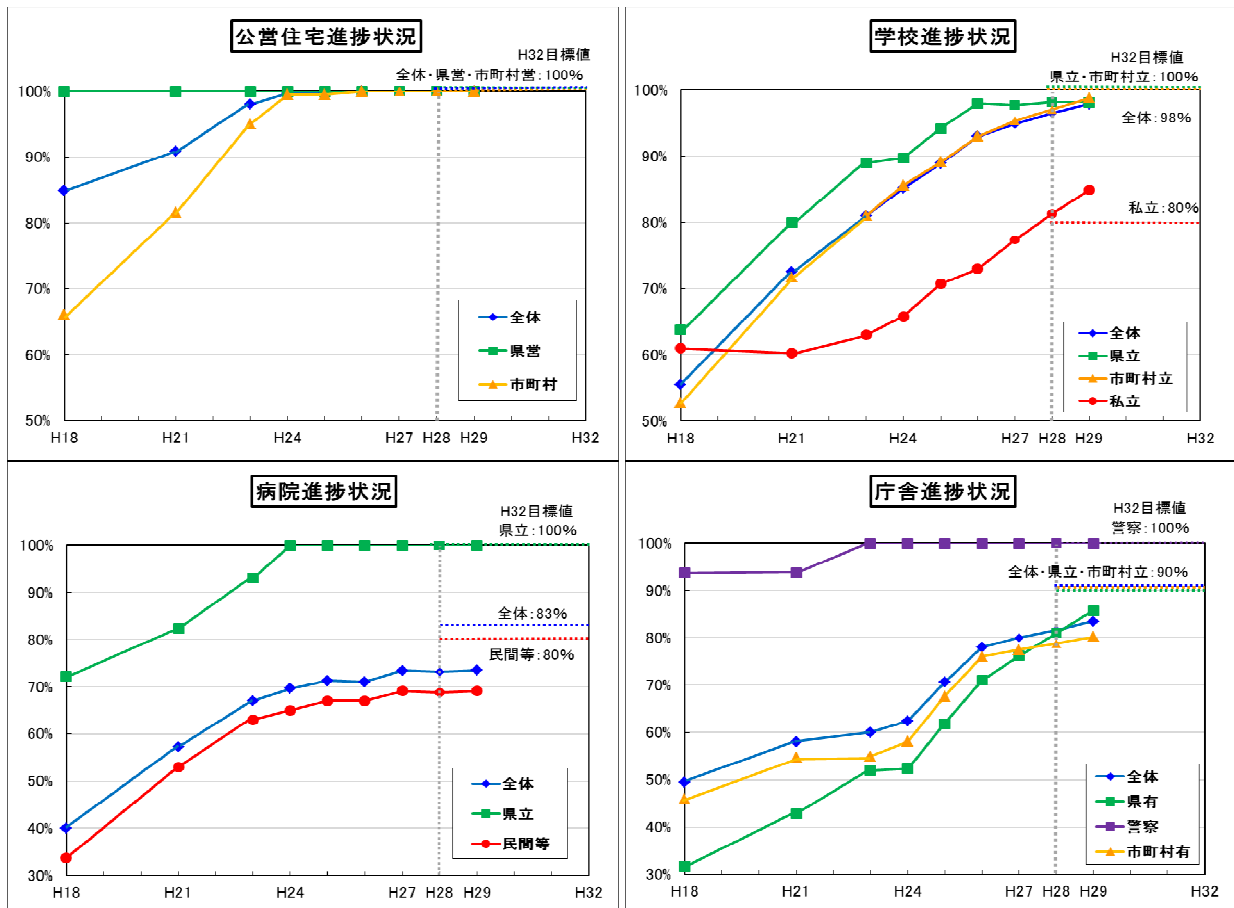 公営住宅進捗状況
H32目標値
全体・県営・市町村営：100%
100%
90%
80%
70%
60%
50%
全体
県営
市町村
H18
H21
H24
H27
H28
H29
H32
学校進捗状況
H32目標値
県立・市町村立：100%
全体：98%
私立：80%
100%
90%
80%
70%
60%
50%
全体
県立
市町村立
私立
H18
H21
H24
H27
H28
H29
H32
病院進捗状況
H32目標値
県立：100%
全体：83%
民間等：80%
100%
90%
80%
70%
60%
50%
40%
30%
全体
県立
民間等
H18
H21
H24
H27
H28
H29
H32
庁舎進捗状況
H32目標値
警察：100%
全体・県立・市町村立：90%
100%
90%
80%
70%
60%
50%
40%
30%
全体
県有
警察
市町村有
H18
H21
H24
H27
H28
H29
H32